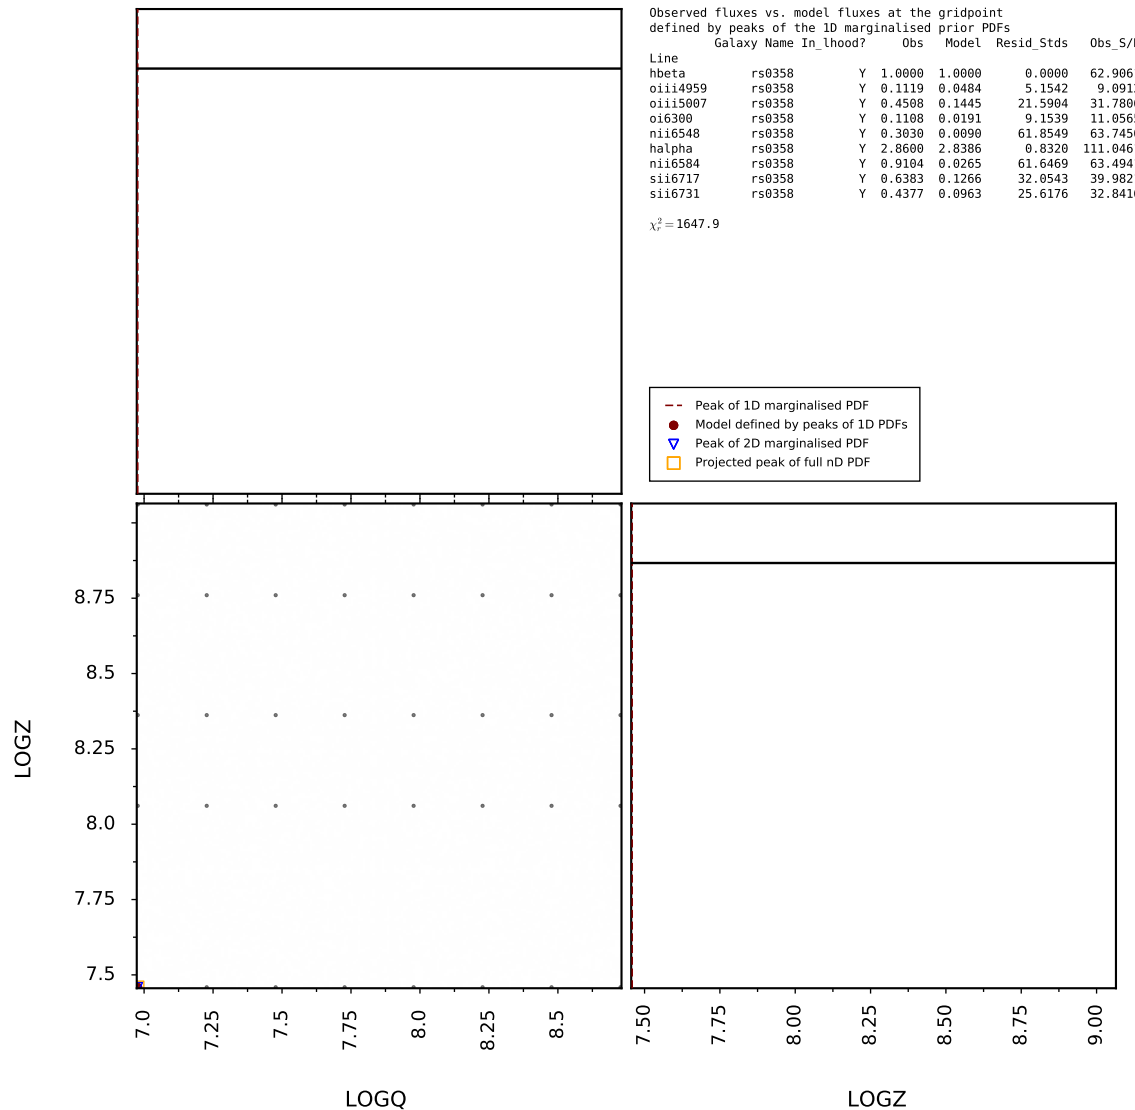 Observed fluxes vs. model fluxes at the gridpoint
defined by peaks of the 1D marginalised prior PDFs
Galaxy Name In_lhood? Obs Model Resid_Stds Obs_S/
Line
hbeta rs0358 Y 1.0000 1.0000 0.0000 62.906
oiii4959 rs0358 Y 0.1119 0.0484 5.1542 9.091
oiii5007 rs0358 Y 0.4508 0.1445 21.5904 31.780
oi6300 rs0358 Y 0.1108 0.0191 9.1539 11.056
nii6548 rs0358 Y 0.3030 0.0090 61.8549 63.745
halpha rs0358 Y 2.8600 2.8386 0.8320 111.046
nii6584 rs0358 Y 0.9104 0.0265 61.6469 63.494
sii6717 rs0358 Y 0.6383 0.1266 32.0543 39.982
sii6731 rs0358 Y 0.4377 0.0963 25.6176 32.841
χ²ᵣ = 1647.9
Peak of 1D marginalised PDF
Model defined by peaks of 1D PDFs
Peak of 2D marginalised PDF
Projected peak of full nD PDF
8.75
8.5
8.25
8.0
7.75
7.5
LOGZ
7.0 7.25 7.5 7.75 8.0 8.25 8.5
LOGQ
7.50 7.75 8.00 8.25 8.50 8.75 9.00
LOGZ